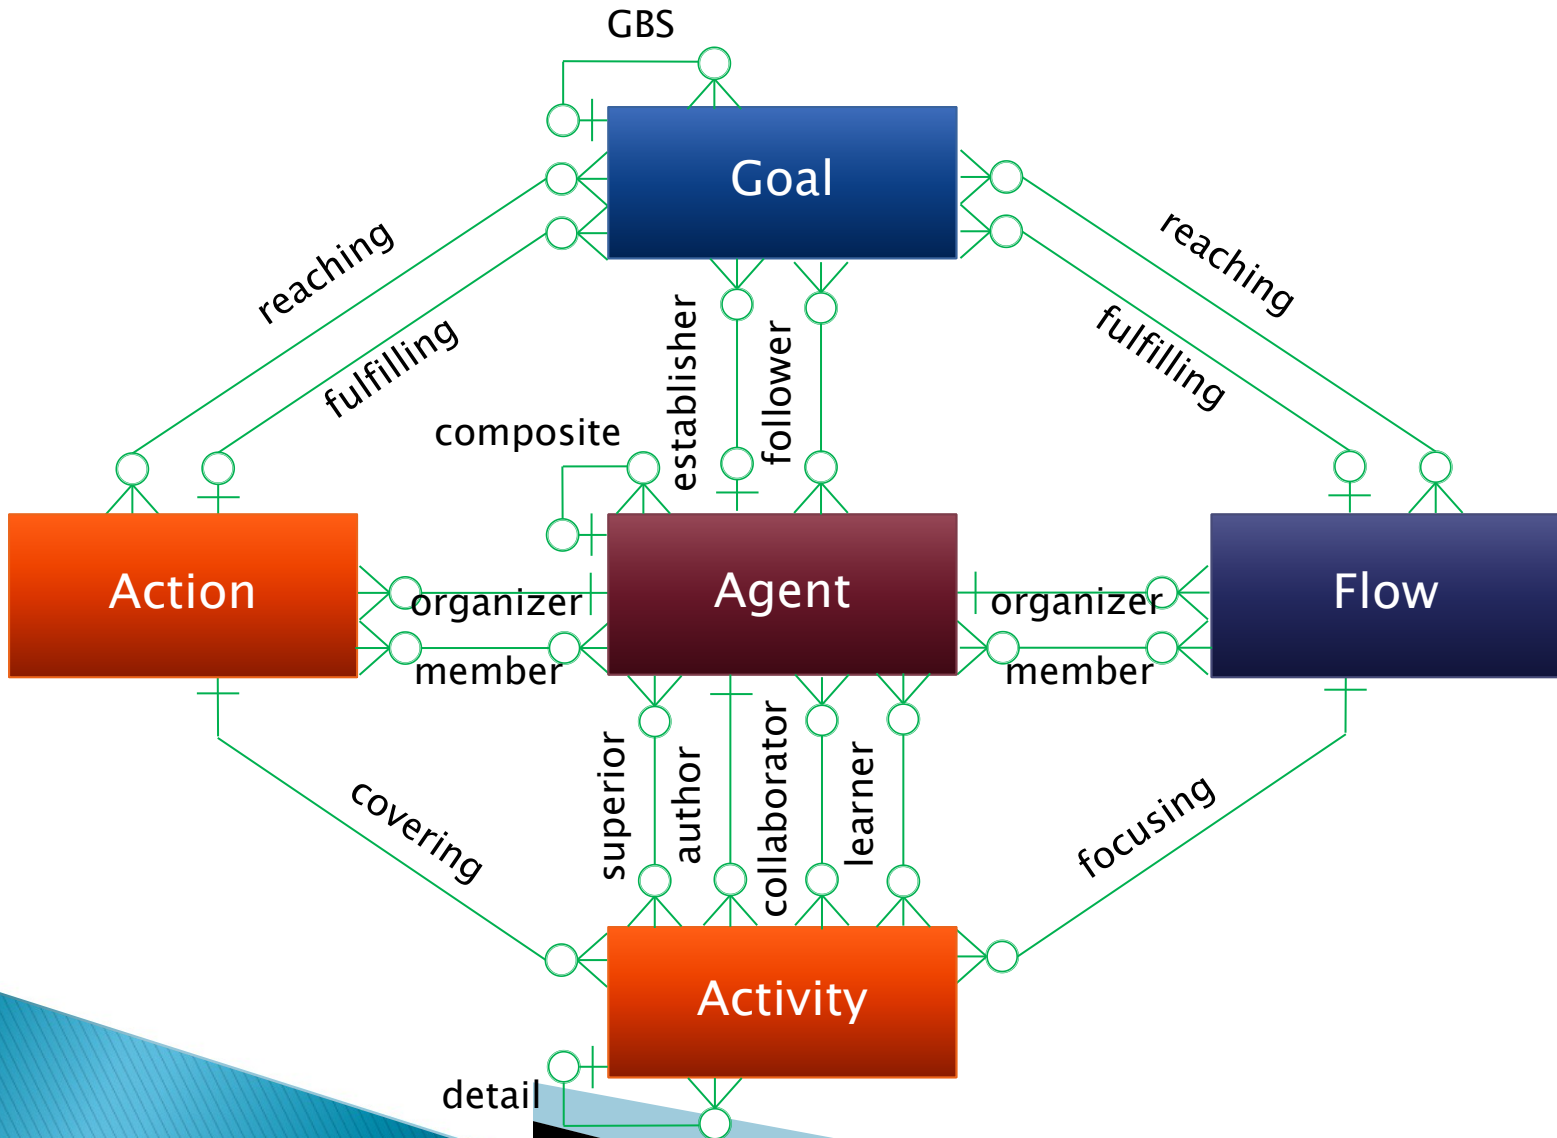 GBS
Goal
reaching
reaching
fulfilling
fulfilling
establisher
follower
composite
Action
Agent
Flow
organizer
organizer
member
member
superior
author
collaborator
learner
covering
focusing
Activity
detail